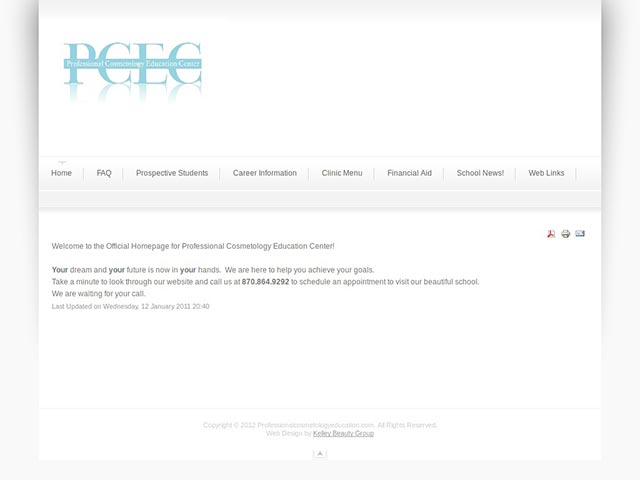 PCEC
Professional Cosmetology Education Center
Home FAQ Prospective Students Career Information Clinic Menu Financial Aid School News! Web Links
Welcome to the Official Homepage for Professional Cosmetology Education Center!
Your dream and your future is now in your hands. We are here to help you achieve your goals.
Take a minute to look through our website and call us at 870.864.9292 to schedule an appointment to visit our beautiful school.
We are waiting for your call.
Last Updated on Wednesday, 12 January 2011 20:40
Copyright © 2012 Professionalcosmetologyeducation.com. All Rights Reserved.
Web Design by Kelley Beauty Group